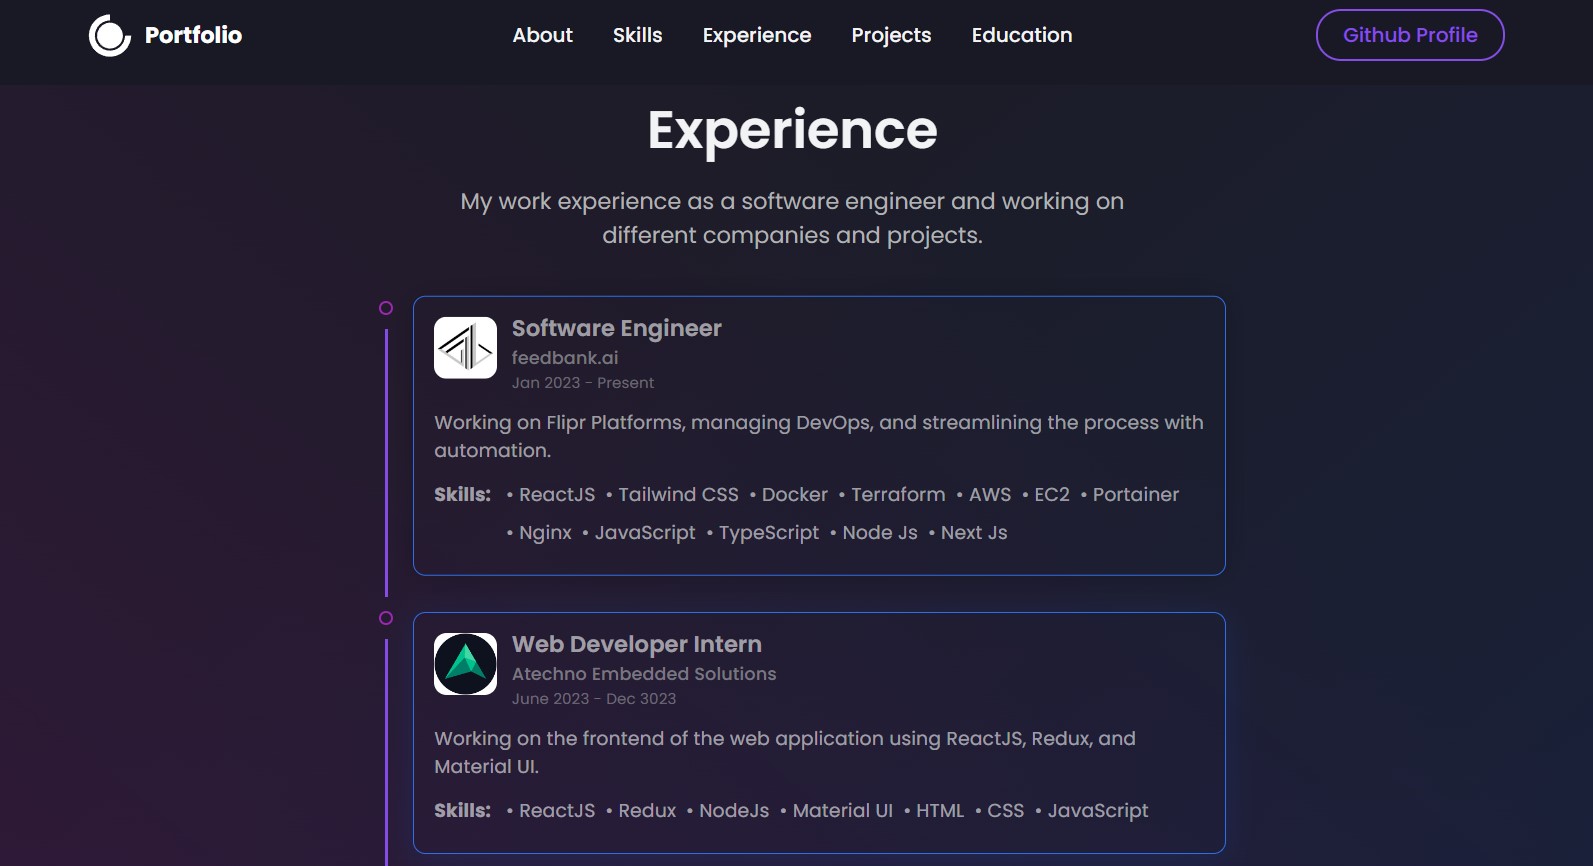 Portfolio
About Skills Experience Projects Education
Github Profile
Experience
My work experience as a software engineer and working on
different companies and projects.
Software Engineer
feedbank.ai
Jan 2023 - Present
Working on Flipr Platforms, managing DevOps, and streamlining the process with
automation.
Skills: • ReactJS • Tailwind CSS • Docker • Terraform • AWS • EC2 • Portainer
• Nginx • JavaScript • TypeScript • Node Js • Next Js
Web Developer Intern
Atechno Embedded Solutions
June 2023 - Dec 3023
Working on the frontend of the web application using ReactJS, Redux, and
Material UI.
Skills: • ReactJS • Redux • NodeJs • Material UI • HTML • CSS • JavaScript